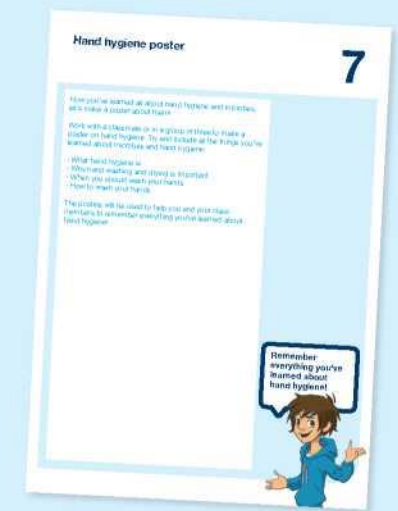 Hand hygiene poster
7
Now you've learned all about hand hygiene and microbes,
let's make a poster about them!
Work with a classmate or in a group of three to make a
poster on hand hygiene. Try and include all the things you've
learned about microbes and hand hygiene:
- What hand hygiene is
- Why hand washing and drying is important
- When you should wash your hands
- How to wash your hands
The posters will be used to help you and your class
members to remember everything you've learned about
hand hygiene!
Remember
everything you've
learned about
hand hygiene!